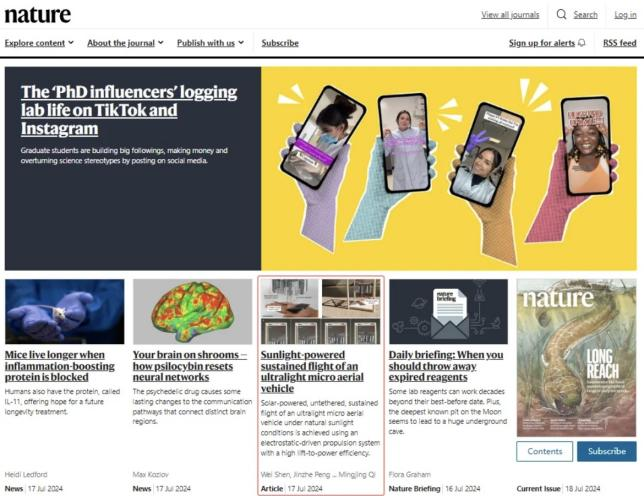 nature
View all journals
Search
Log in
Explore content
About the journal
Publish with us
Subscribe
Sign up for alerts
RSS feed
The ‘PhD influencers’ logging
lab life on TikTok and
Instagram
Graduate students are building big followings, making money and
overturning science stereotypes by posting on social media.
Mice live longer when
inflammation-boosting
protein is blocked
Humans also have the protein, called
IL-11, offering hope for a future
longevity treatment.
Heidi Ledford
News 17 Jul 2024
Your brain on shrooms —
how psilocybin resets
neural networks
The psychedelic drug causes some
lasting changes to the communication
pathways that connect distinct brain
regions.
Max Kozlov
News 17 Jul 2024
Sunlight-powered
sustained flight of an
ultralight micro aerial
vehicle
Solar-powered, untethered, sustained
flight of an ultralight micro aerial
vehicle under natural sunlight
conditions is achieved using an
electrostatic-driven propulsion system
with a high lift-to-power efficiency.
Wei Shen, Jinzhe Peng ... Mingjing Qi
Article 17 Jul 2024
nature
briefing
Daily briefing: When you
should throw away
expired reagents
Some lab reagents can work decades
beyond their best-before date. Plus,
the deepest known pit on the Moon
seems to lead to a huge underground
cave.
Flora Graham
Nature Briefing 16 Jul 2024
nature
LONG
REACH
Contents
Subscribe
Current Issue 18 Jul 2024